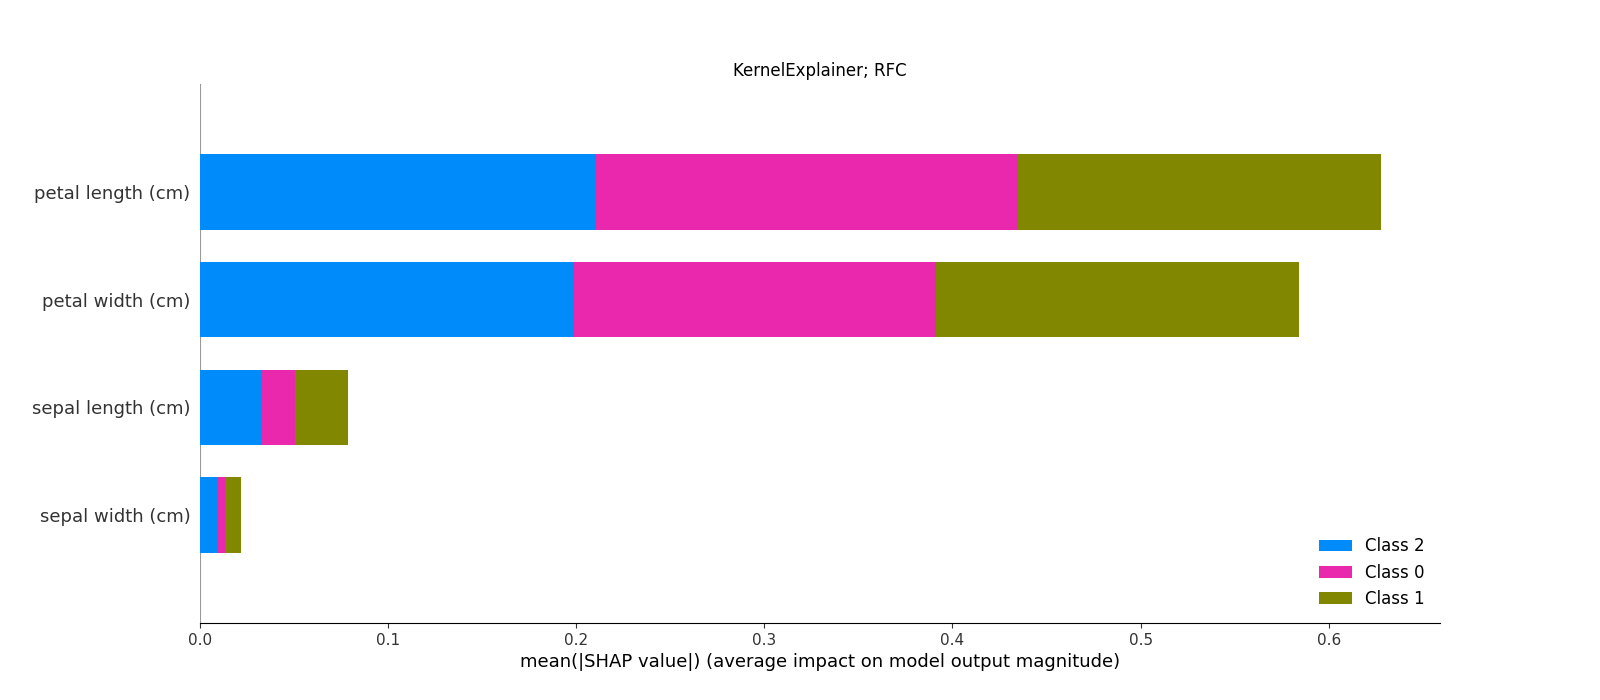 KernelExplainer; RFC
petal length (cm)
petal width (cm)
sepal length (cm)
sepal width (cm)
Class 2
Class 0
Class 1
0.0 0.1 0.2 0.3 0.4 0.5 0.6
mean(|SHAP value|) (average impact on model output magnitude)